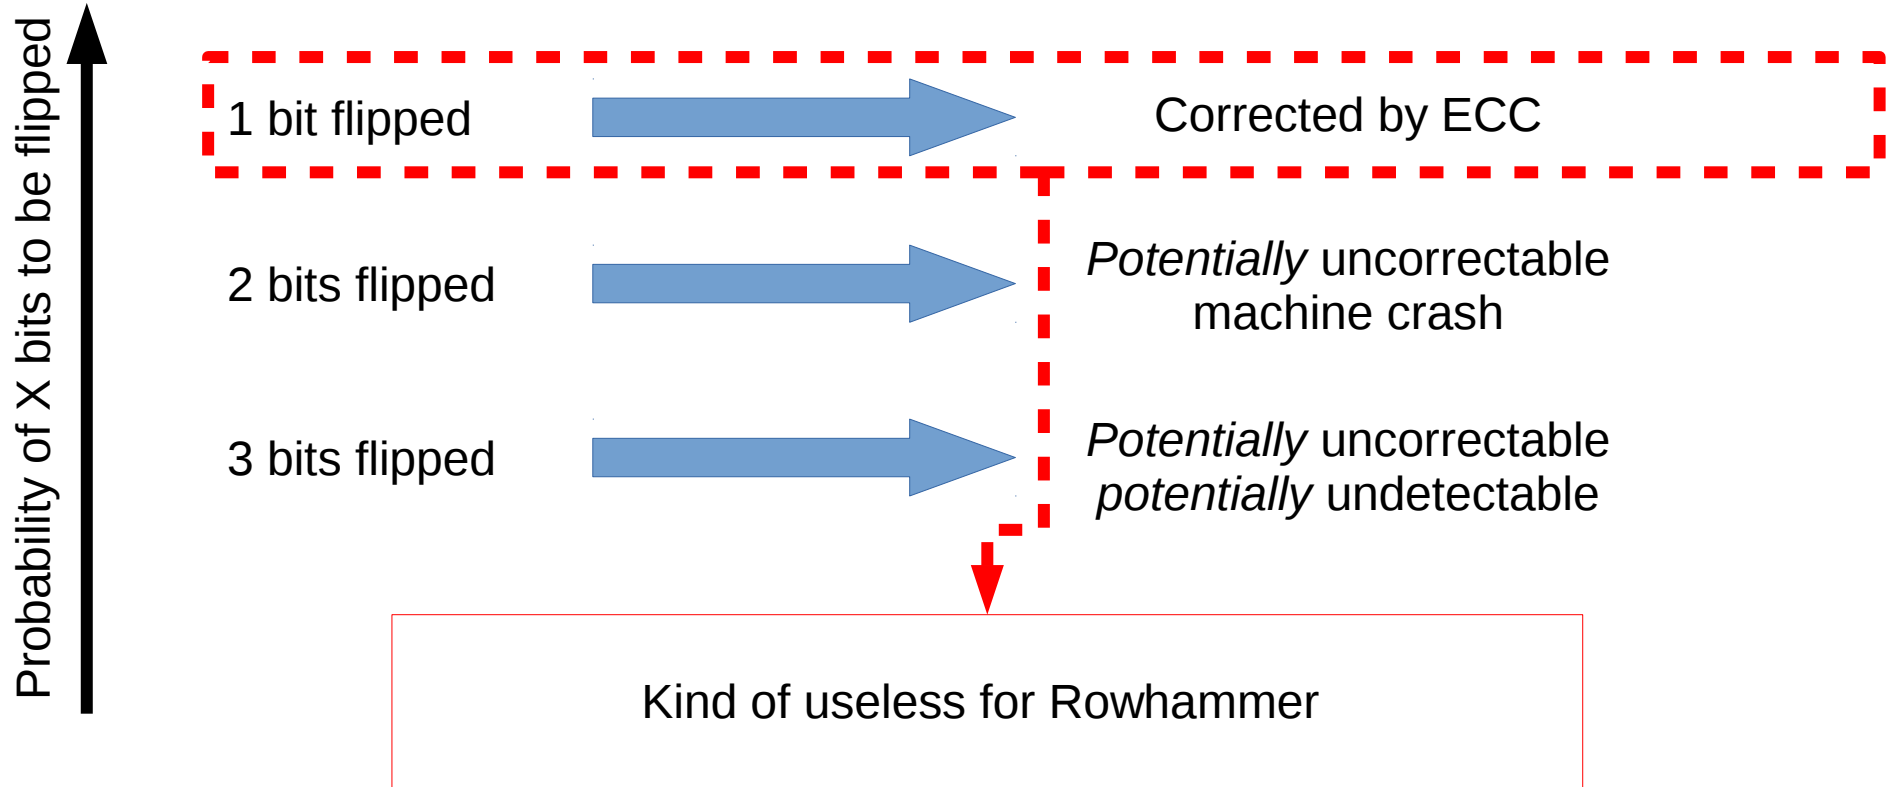 Probability of X bits to be flipped
1 bit flipped
Corrected by ECC
2 bits flipped
Potentially uncorrectable
machine crash
3 bits flipped
Potentially uncorrectable
potentially undetectable
Kind of useless for Rowhammer